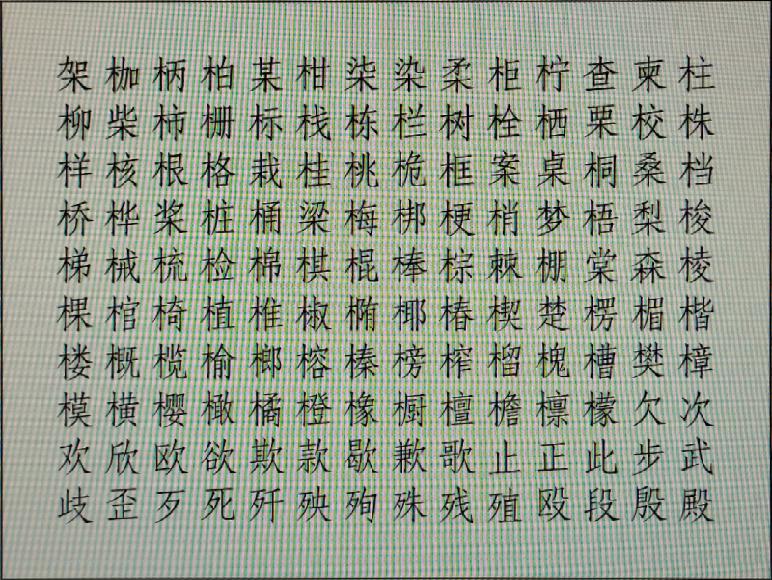 架枷柄柏某柑柒染柔柜柠查柬柱
柳柴柿栅标栈栋栏树栓栖栗校株
样核根格栽桂桃桅框案桌桐桑档
桥桦桨桩桶梁梅梆梗梢梦梧梨梭
梯械梳检棉棋棍棒棕棘棚棠森棱
棵棺椅植椎椒椭椰椿楔楚楞楣楷
楼概榄榆榔榕榛榜榨榴槐槽樊樟
模横樱橄橘橙橡橱檀檐檩檬欠次
欢欣欧欲欺款歇歉歌止正此步武
歧歪歹死歼殃殉殊残殖殴段殷殿